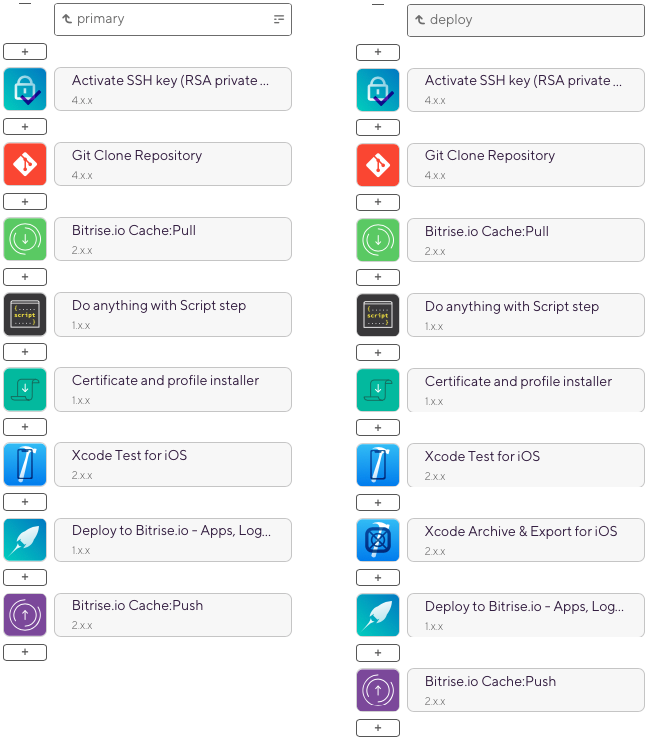 primary
+
Activate SSH key (RSA private ...
4.x.x
+
Git Clone Repository
4.x.x
+
Bitrise.io Cache:Pull
2.x.x
+
{.....
script
.....}
Do anything with Script step
1.x.x
+
Certificate and profile installer
1.x.x
+
Xcode Test for iOS
2.x.x
+
Deploy to Bitrise.io - Apps, Log...
1.x.x
+
Bitrise.io Cache:Push
2.x.x
+
deploy
+
Activate SSH key (RSA private ...
4.x.x
+
Git Clone Repository
4.x.x
+
Bitrise.io Cache:Pull
2.x.x
+
{.....
script
.....}
Do anything with Script step
1.x.x
+
Certificate and profile installer
1.x.x
+
Xcode Test for iOS
2.x.x
+
Xcode Archive & Export for iOS
2.x.x
+
Deploy to Bitrise.io - Apps, Log...
1.x.x
+
Bitrise.io Cache:Push
2.x.x
+